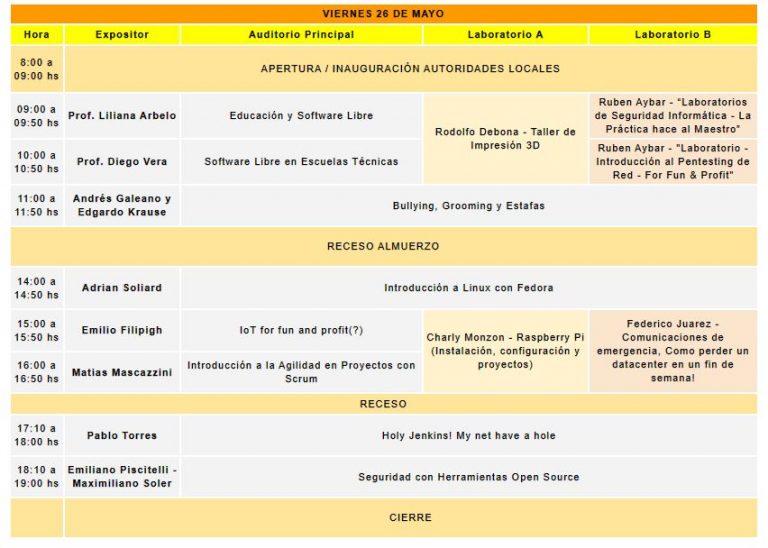 VIERNES 26 DE MAYO
Hora Expositor Auditorio Principal Laboratorio A Laboratorio B
8:00 a
09:00 hs
APERTURA / INAUGURACIÓN AUTORIDADES LOCALES
09:00 a
09:50 hs
Prof. Liliana Arbelo
Educación y Software Libre
Rodolfo Debona - Taller de
Impresión 3D
Ruben Aybar - "Laboratorios
de Seguridad Informática - La
Práctica hace al Maestro"
10:00 a
10:50 hs
Prof. Diego Vera
Software Libre en Escuelas Técnicas
Ruben Aybar - "Laboratorio -
Introducción al Pentesting de
Red - For Fun & Profit"
11:00 a
11:50 hs
Andrés Galeano y
Edgardo Krause
Bullying, Grooming y Estafas
RECESO ALMUERZO
14:00 a
14:50 hs
Adrian Soliard
Introducción a Linux con Fedora
15:00 a
15:50 hs
Emilio Filipigh
IoT for fun and profit(?)
Charly Monzon - Raspberry Pi
(Instalación, configuración y
proyectos)
Federico Juarez -
Comunicaciones de
emergencia, Como perder un
datacenter en un fin de
semana!
16:00 a
16:50 hs
Matias Mascazzini
Introducción a la Agilidad en Proyectos con
Scrum
RECESO
17:10 a
18:00 hs
Pablo Torres
Holy Jenkins! My net have a hole
18:10 a
19:00 hs
Emiliano Piscitelli -
Maximiliano Soler
Seguridad con Herramientas Open Source
CIERRE